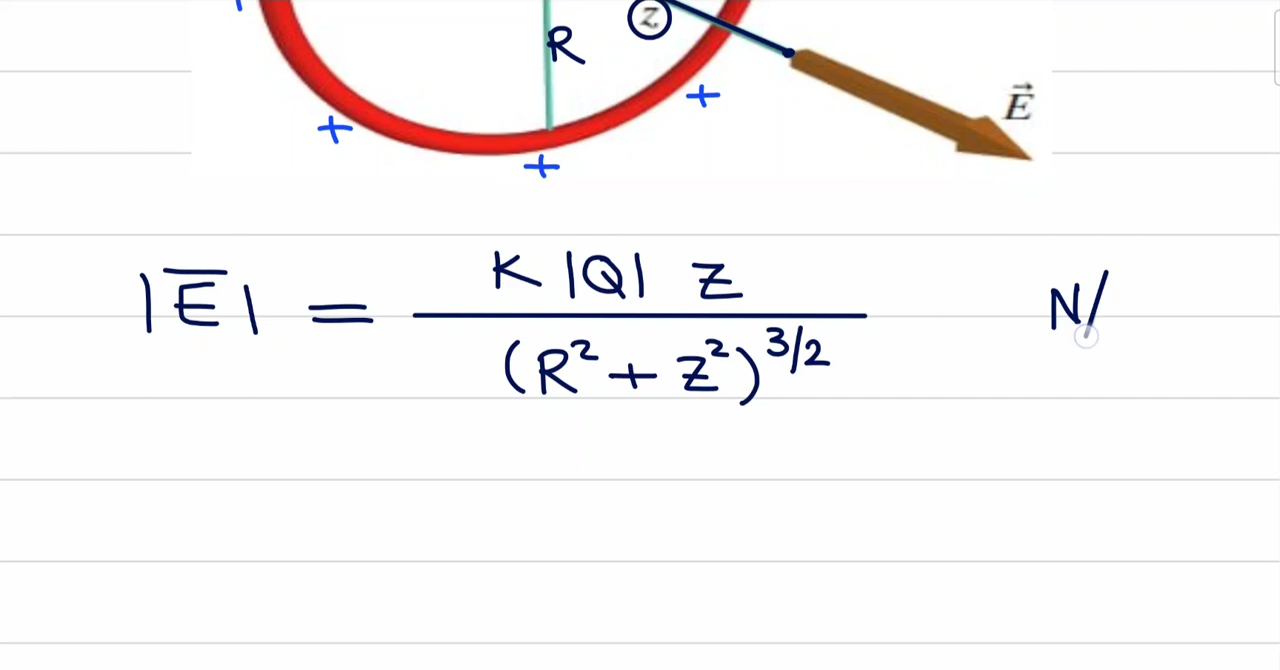 R
Z
+
+
+
E⃗
|E̅| = K |Q| Z / (R² + Z²)^3/2 N/